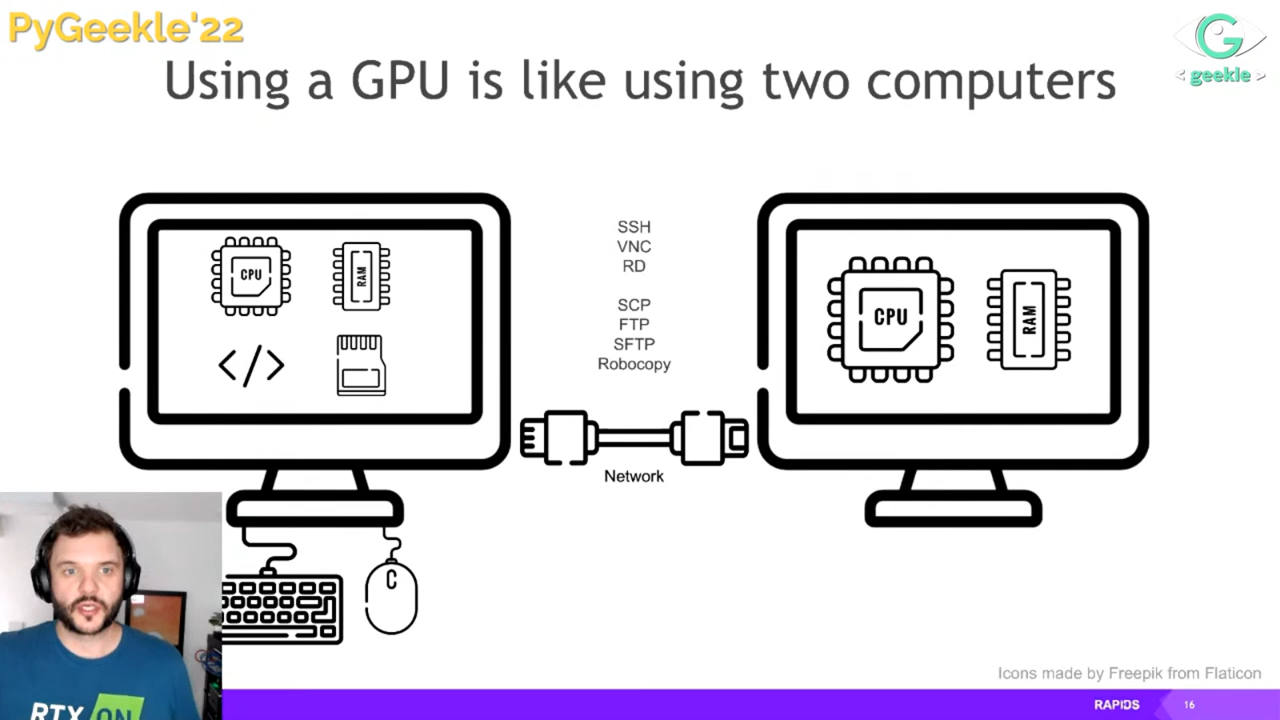 PyGeekle'22
G
< geekle >
Using a GPU is like using two computers
CPU
RAM
</>
SSH
VNC
RD
SCP
FTP
SFTP
Robocopy
Network
CPU
RAM
RTX ON
Icons made by Freepik from Flaticon
RAPIDS
16